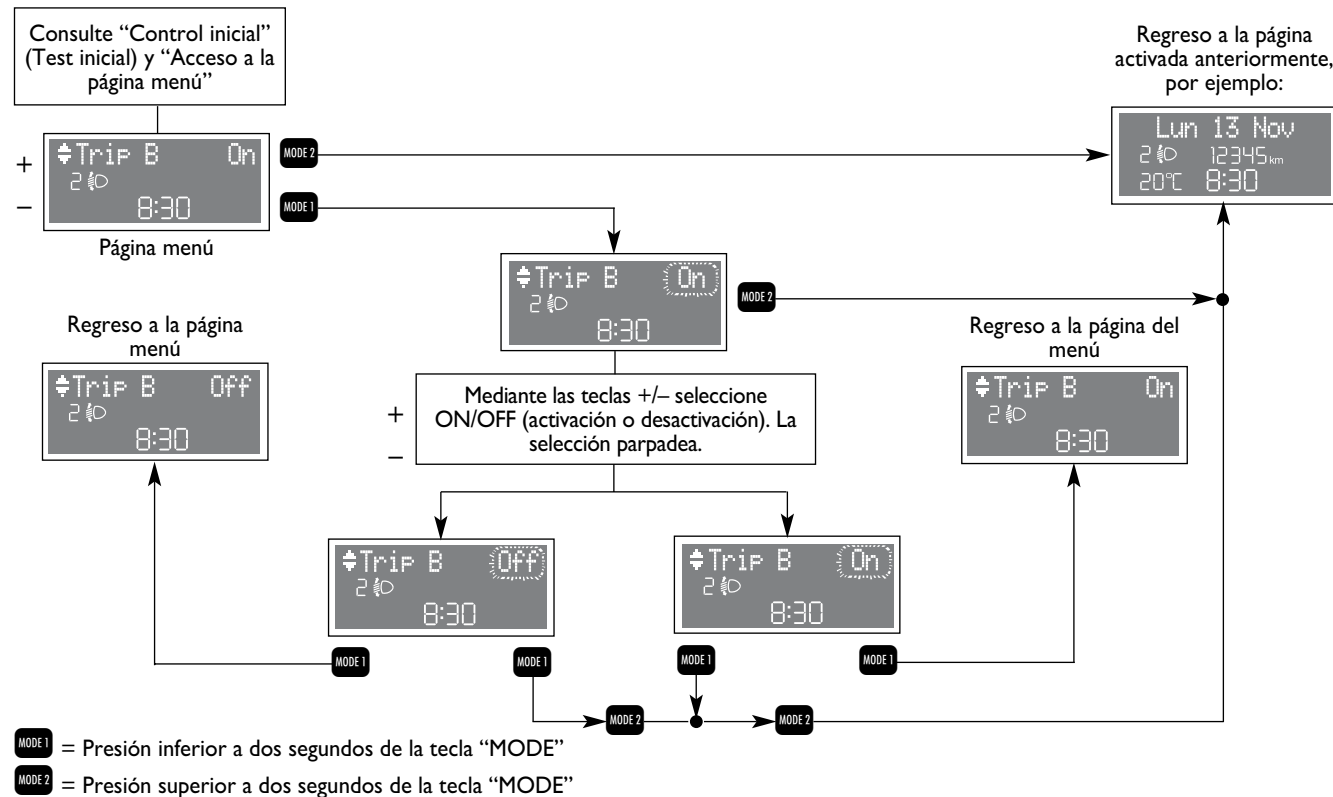 Consulte “Control inicial”
(Test inicial) y “Acceso a la
página menú”
Regreso a la página
activada anteriormente,
por ejemplo:
+
–
Trip B On
2
8:30
MODE 2
MODE 1
Página menú
Lun 13 Nov
2 12345 km
20°C 8:30
Trip B On
2
8:30
MODE 2
Regreso a la página
menú
Trip B Off
2
8:30
+
–
Mediante las teclas +/– seleccione
ON/OFF (activación o desactivación). La
selección parpadea.
Regreso a la página del
menú
Trip B On
2
8:30
Trip B Off
2
8:30
Trip B On
2
8:30
MODE 1
MODE 1
MODE 1
MODE 1
MODE 2
MODE 2
MODE 1 = Presión inferior a dos segundos de la tecla “MODE”
MODE 2 = Presión superior a dos segundos de la tecla “MODE”